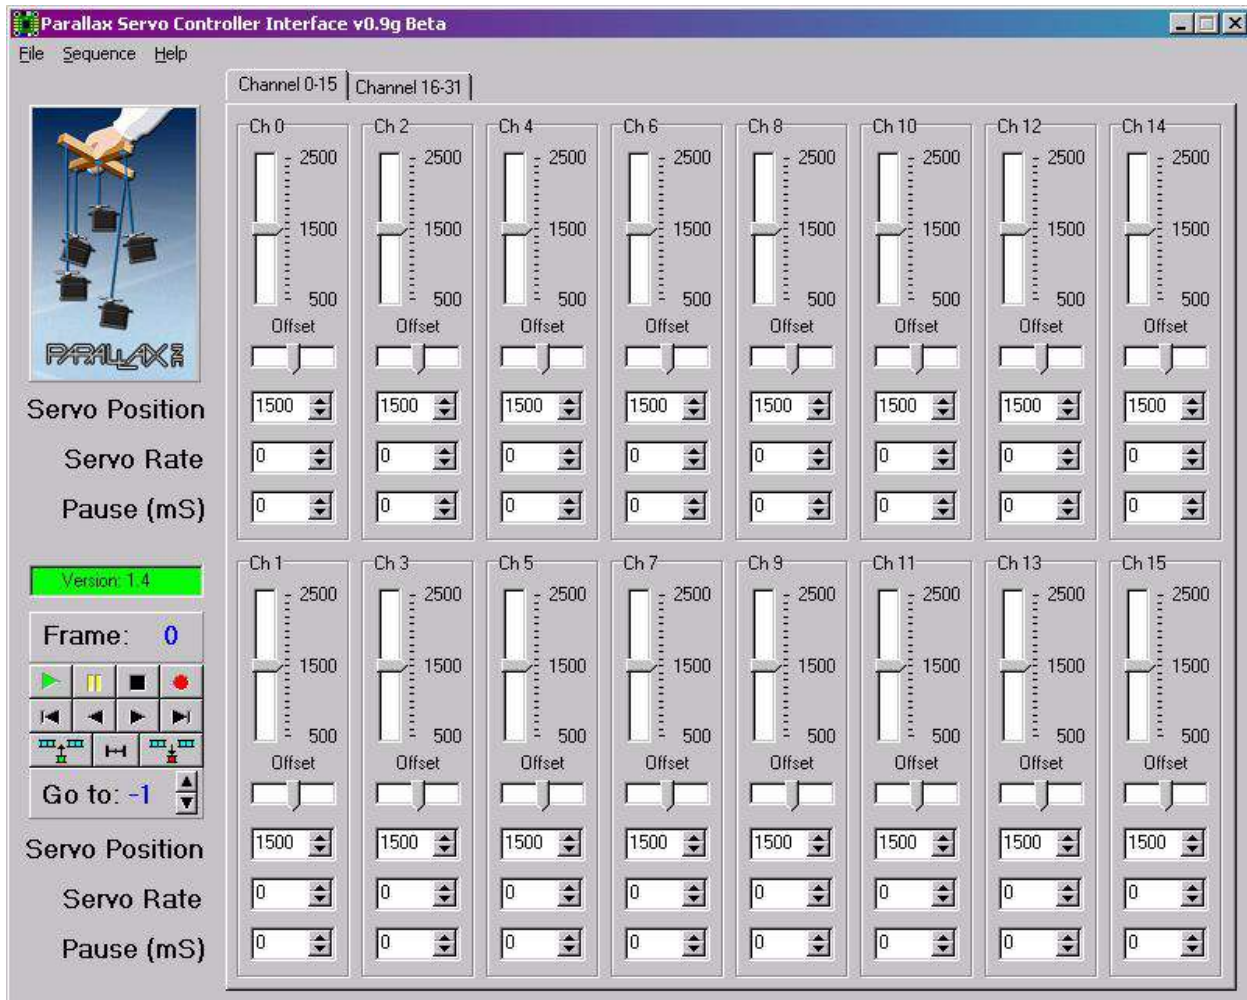 Parallax Servo Controller Interface v0.9g Beta
File Sequence Help
Channel 0-15 Channel 16-31
PARALLAX INC
Ch 0 Ch 2 Ch 4 Ch 6 Ch 8 Ch 10 Ch 12 Ch 14
2500 2500 2500 2500 2500 2500 2500 2500
1500 1500 1500 1500 1500 1500 1500 1500
500 500 500 500 500 500 500 500
Offset Offset Offset Offset Offset Offset Offset Offset
Servo Position 1500 1500 1500 1500 1500 1500 1500 1500
Servo Rate 0 0 0 0 0 0 0 0
Pause (mS) 0 0 0 0 0 0 0 0
Version: 1.4
Frame: 0
Go to: -1
Ch 1 Ch 3 Ch 5 Ch 7 Ch 9 Ch 11 Ch 13 Ch 15
2500 2500 2500 2500 2500 2500 2500 2500
1500 1500 1500 1500 1500 1500 1500 1500
500 500 500 500 500 500 500 500
Offset Offset Offset Offset Offset Offset Offset Offset
Servo Position 1500 1500 1500 1500 1500 1500 1500 1500
Servo Rate 0 0 0 0 0 0 0 0
Pause (mS) 0 0 0 0 0 0 0 0